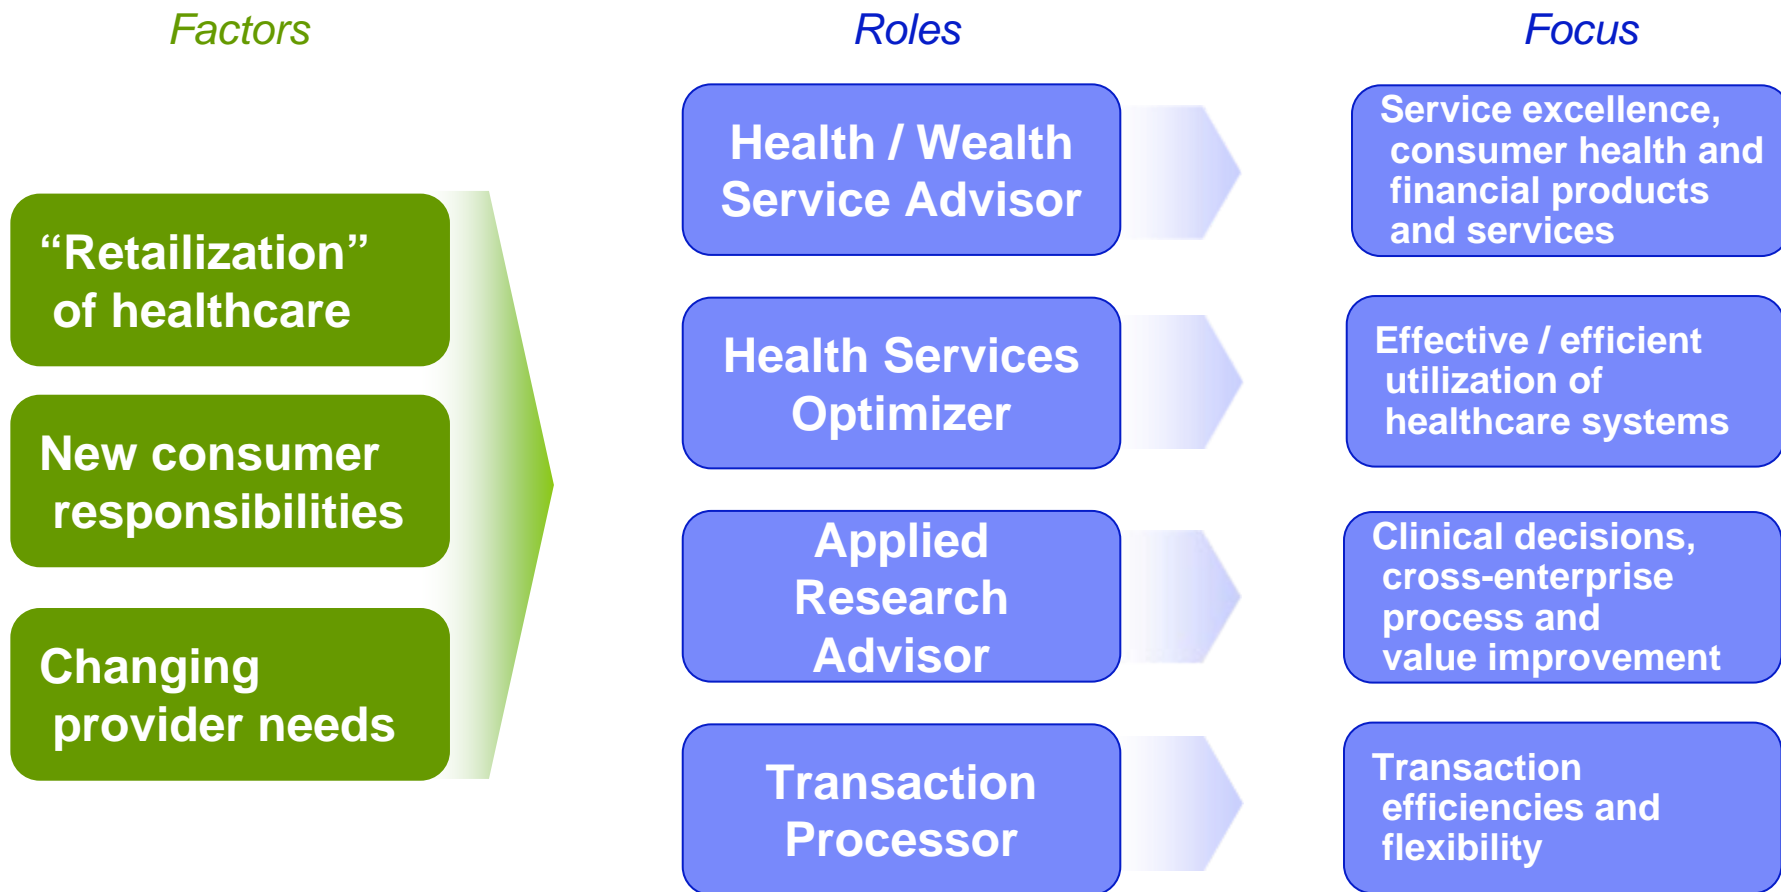 Factors
Roles
Focus
“Retailization”
of healthcare
New consumer
responsibilities
Changing
provider needs
Health / Wealth
Service Advisor
Service excellence,
consumer health and
financial products
and services
Health Services
Optimizer
Effective / efficient
utilization of
healthcare systems
Applied
Research
Advisor
Clinical decisions,
cross-enterprise
process and
value improvement
Transaction
Processor
Transaction
efficiencies and
flexibility